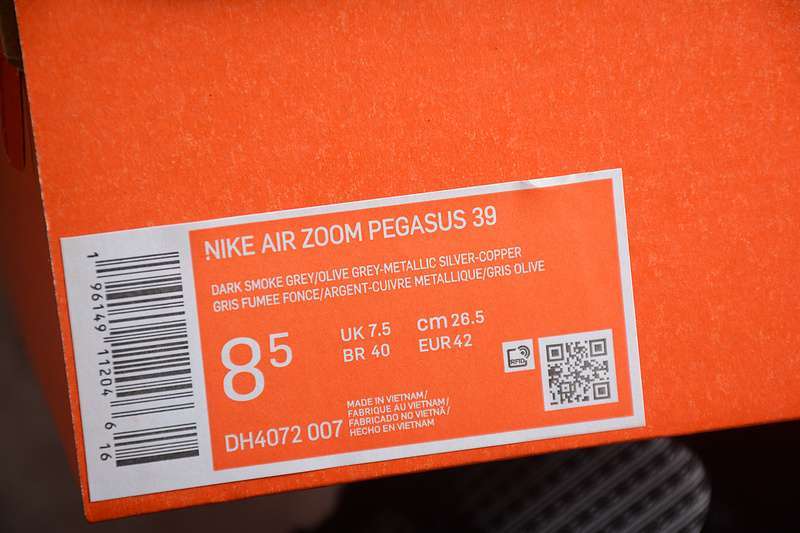 NIKE AIR ZOOM PEGASUS 39
DARK SMOKE GREY/OLIVE GREY-METALLIC SILVER-COPPER
GRIS FUMEE FONCE/ARGENT-CUIVRE METALLIQUE/GRIS OLIVE
8 5
UK 7.5 cm 26.5
BR 40 EUR 42
RFID
MADE IN VIETNAM/
FABRIQUE AU VIETNAM/
FABRICADO NO VIETNÃ/
HECHO EN VIETNAM
DH4072 007
1 96149 11204 6 16